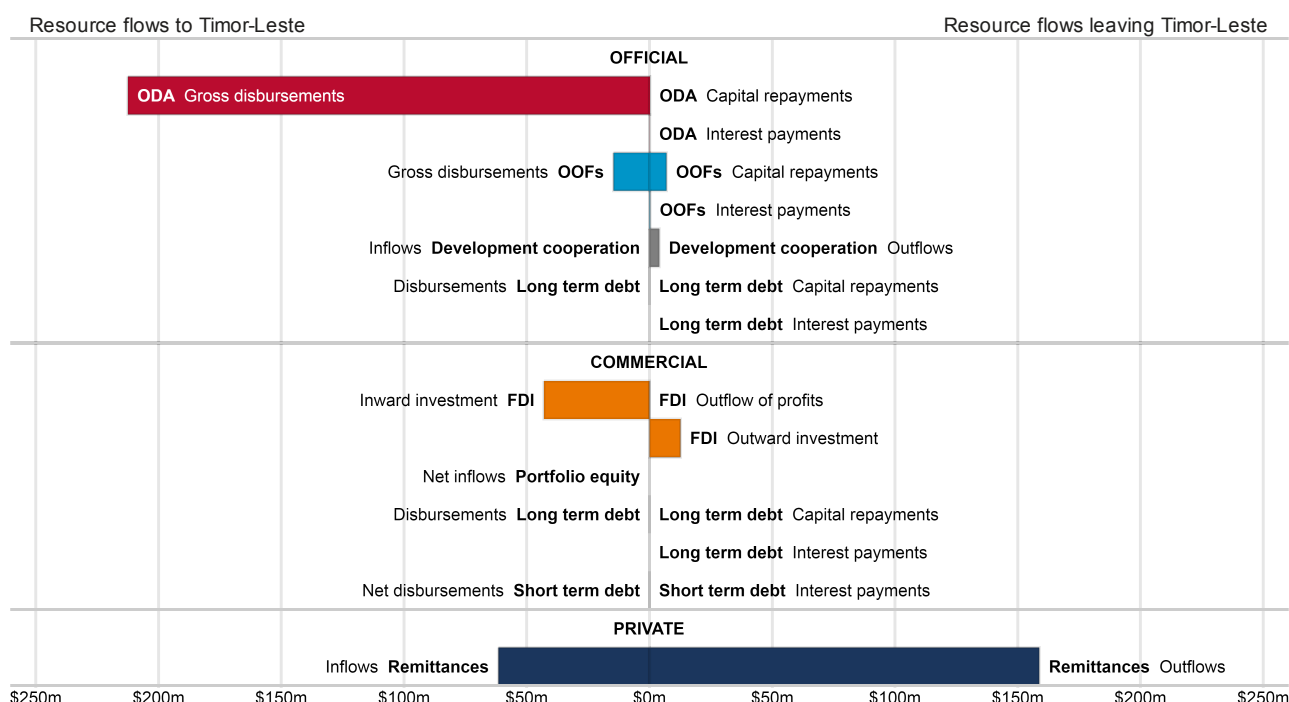 Resource flows to Timor-Leste Resource flows leaving Timor-Leste
OFFICIAL
ODA Gross disbursements ODA Capital repayments
ODA Interest payments
Gross disbursements OOFs OOFs Capital repayments
OOFs Interest payments
Inflows Development cooperation Development cooperation Outflows
Disbursements Long term debt Long term debt Capital repayments
Long term debt Interest payments
COMMERCIAL
Inward investment FDI FDI Outflow of profits
FDI Outward investment
Net inflows Portfolio equity
Disbursements Long term debt Long term debt Capital repayments
Long term debt Interest payments
Net disbursements Short term debt Short term debt Interest payments
PRIVATE
Inflows Remittances Remittances Outflows
$250m $200m $150m $100m $50m $0m $50m $100m $150m $200m $250m